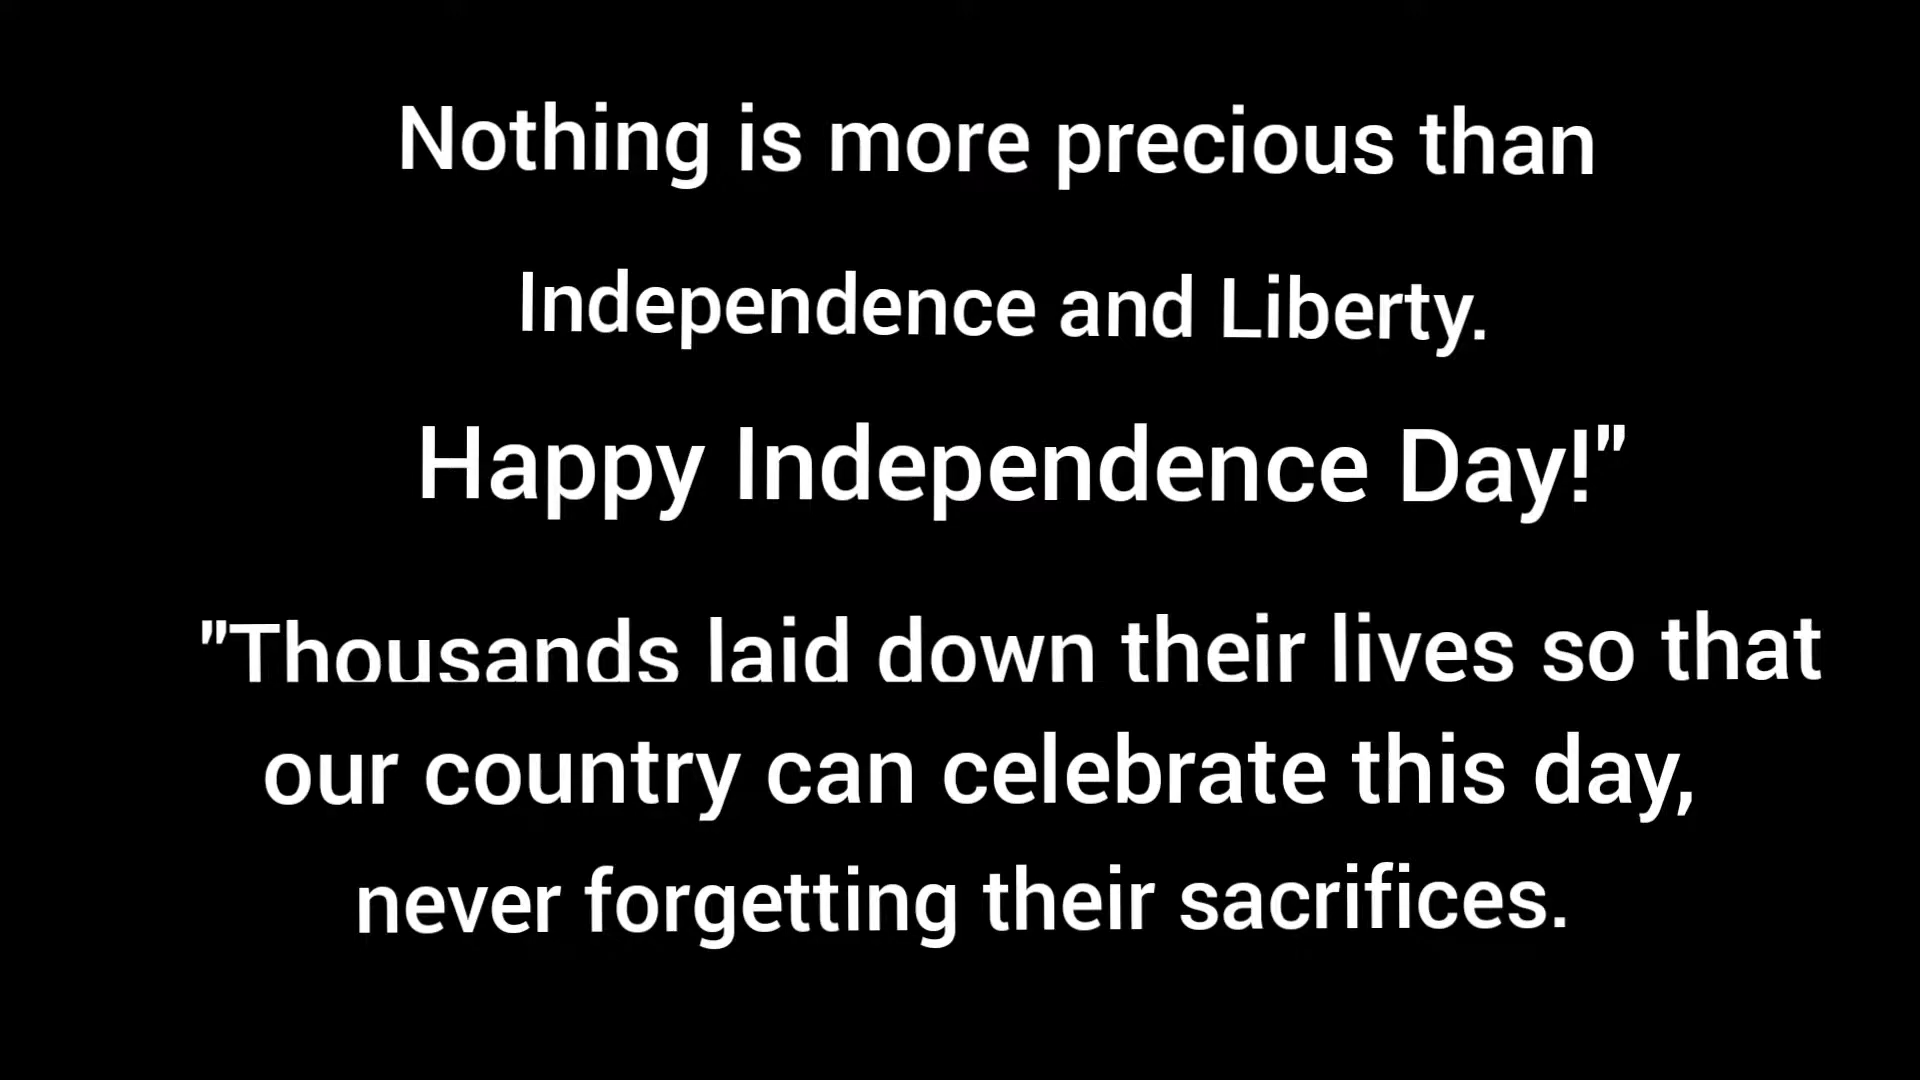 Nothing is more precious than
Independence and Liberty.
Happy Independence Day!"
"Thousands laid down their lives so that
our country can celebrate this day,
never forgetting their sacrifices.